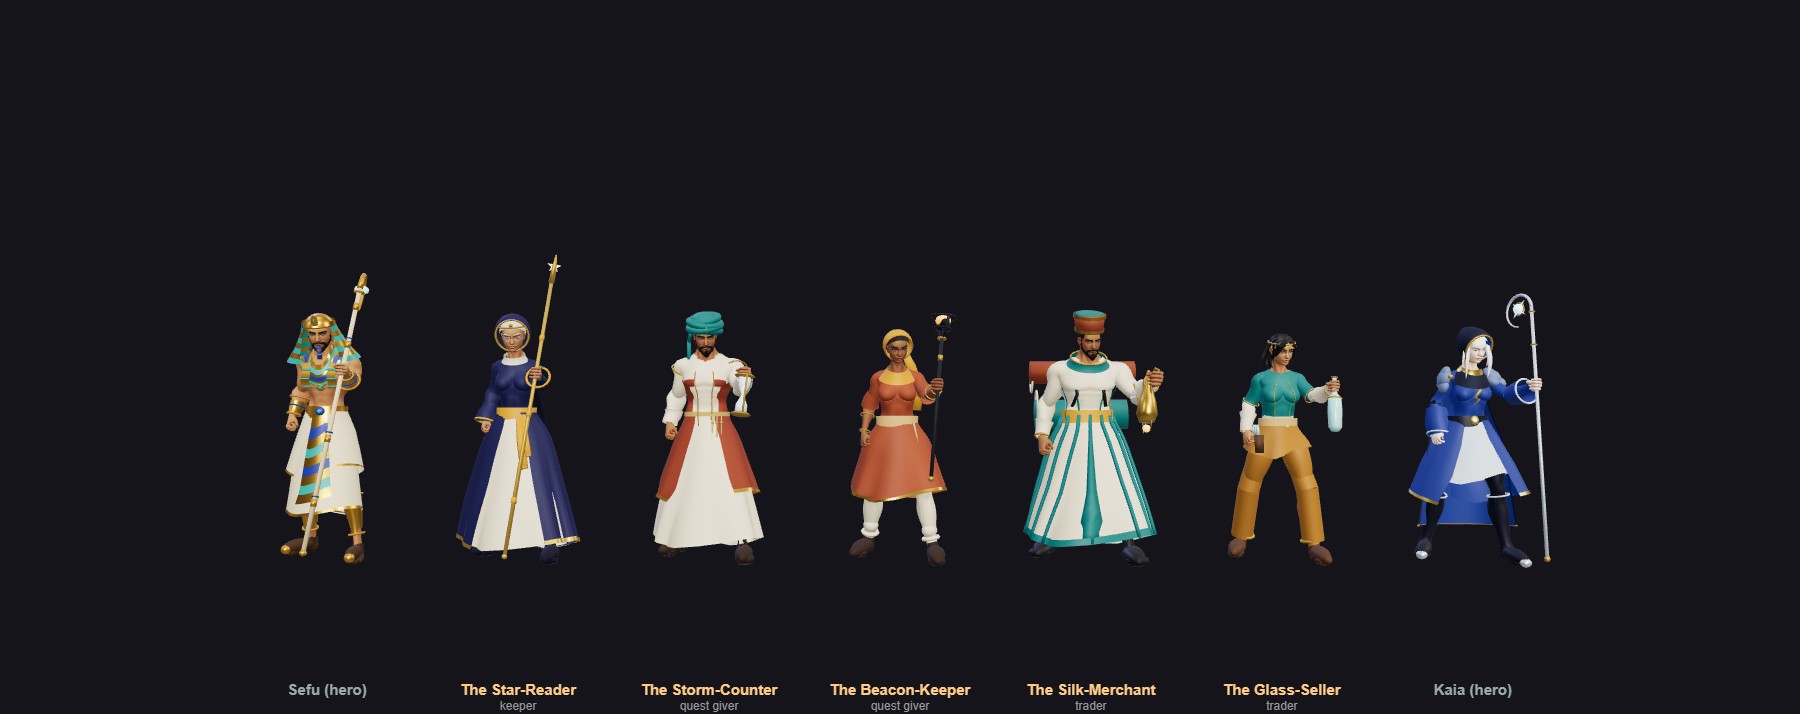 Sefu (hero)
The Star-Reader
keeper
The Storm-Counter
quest giver
The Beacon-Keeper
quest giver
The Silk-Merchant
trader
The Glass-Seller
trader
Kaia (hero)